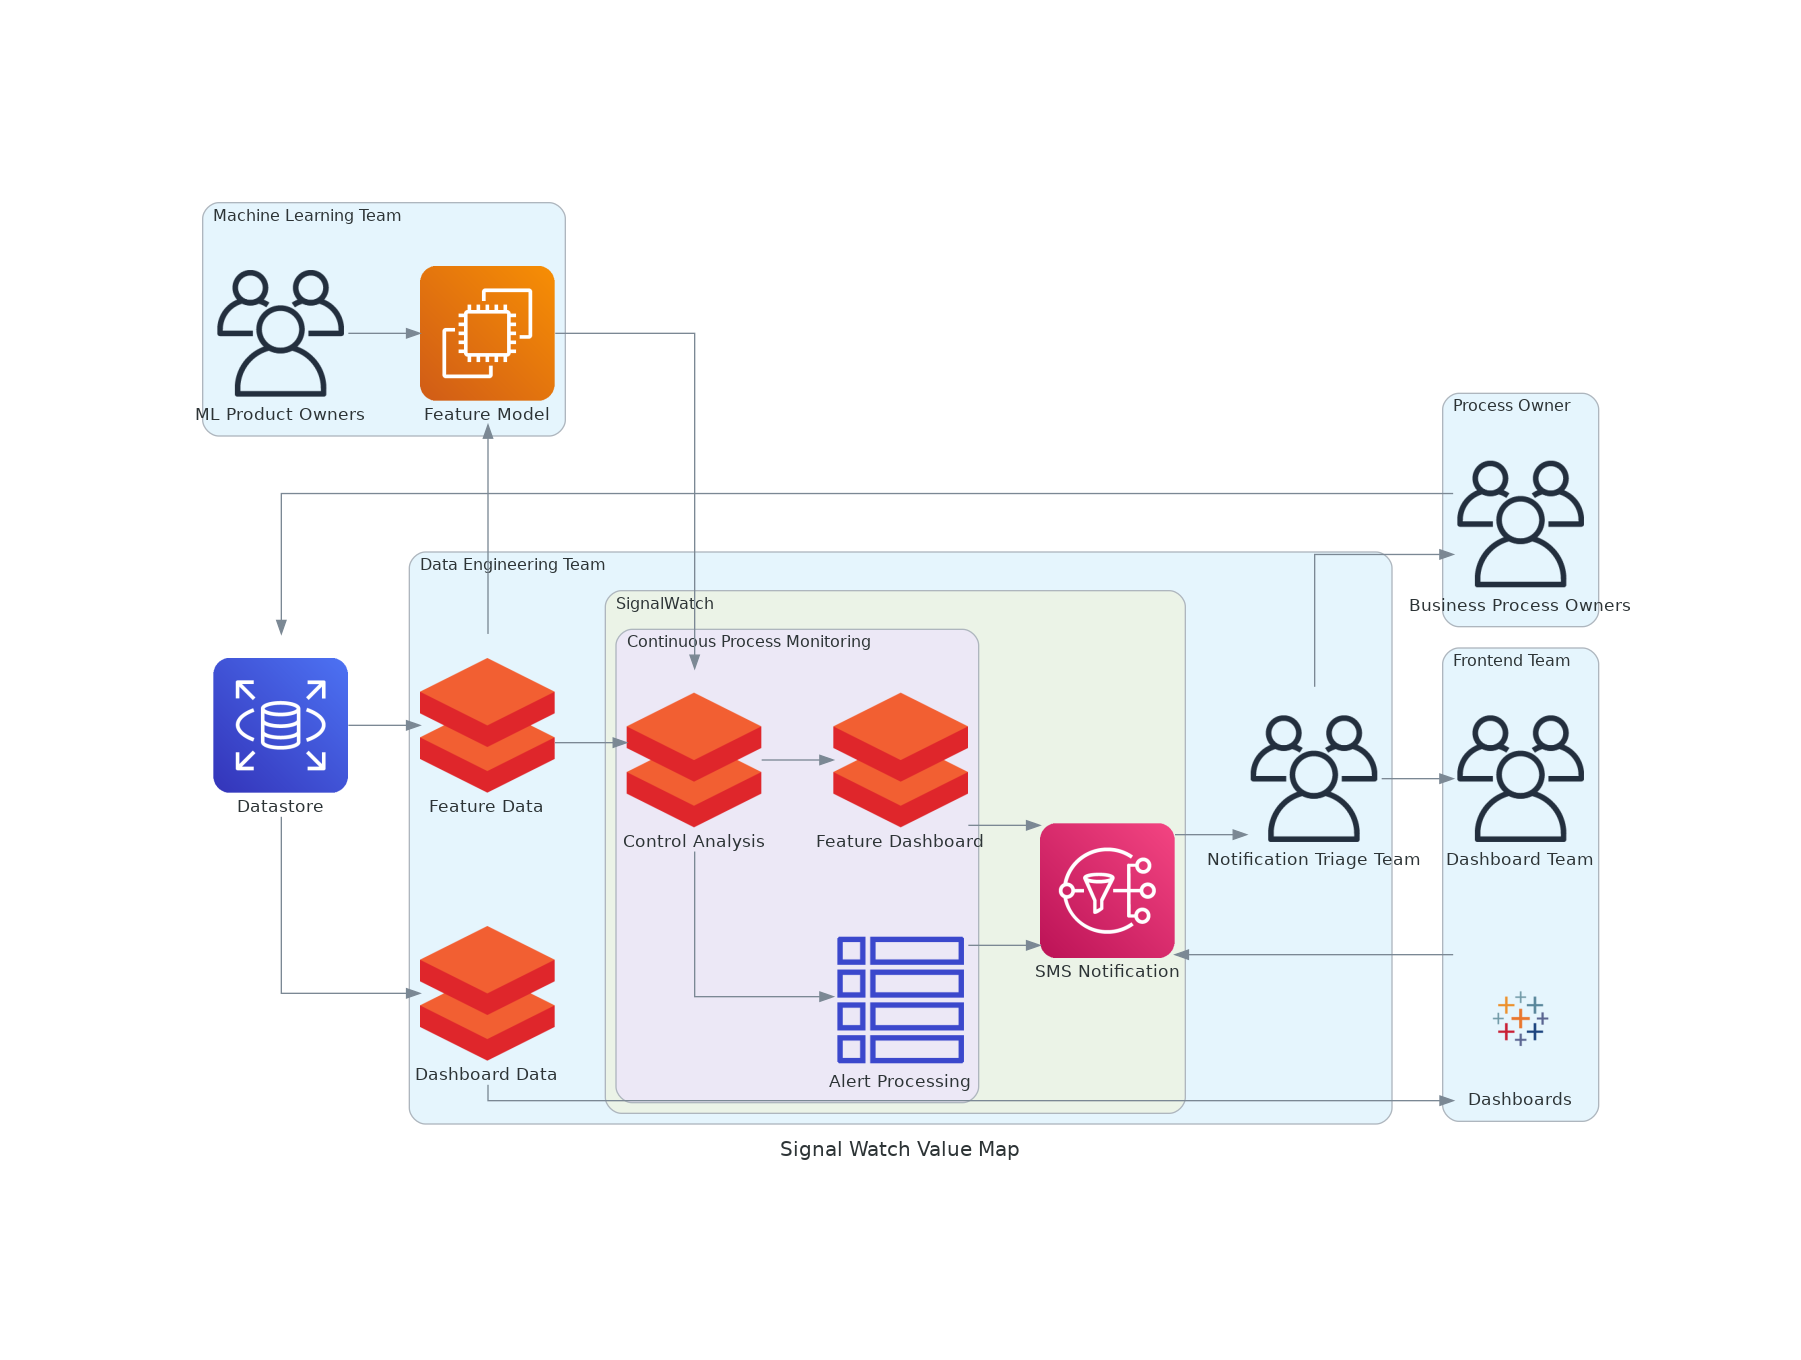 Machine Learning Team
ML Product Owners
Feature Model
Process Owner
Business Process Owners
Data Engineering Team
SignalWatch
Continuous Process Monitoring
Frontend Team
Datastore
Feature Data
Control Analysis
Feature Dashboard
Notification Triage Team
Dashboard Team
SMS Notification
Dashboard Data
Alert Processing
Dashboards
Signal Watch Value Map